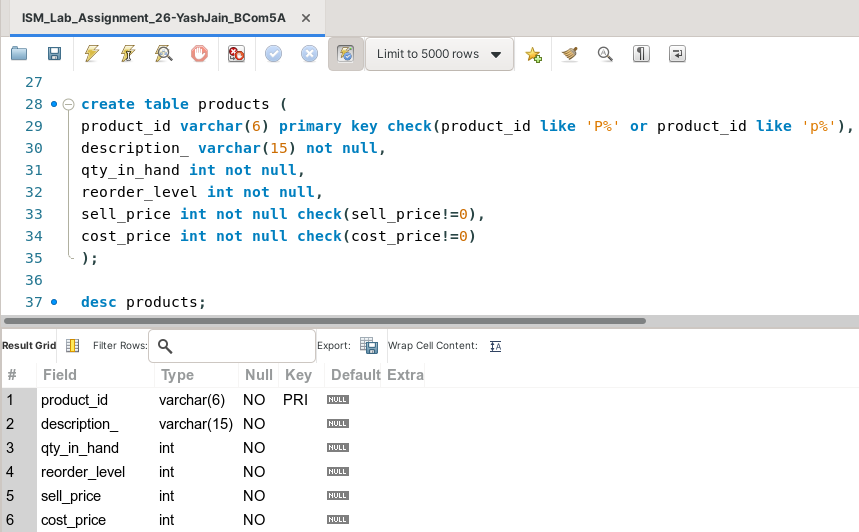 ISM_Lab_Assignment_26-YashJain_BCom5A ×
Limit to 5000 rows
27
28 create table products (
29 product_id varchar(6) primary key check(product_id like 'P%' or product_id like 'p%'),
30 description_ varchar(15) not null,
31 qty_in_hand int not null,
32 reorder_level int not null,
33 sell_price int not null check(sell_price!=0),
34 cost_price int not null check(cost_price!=0)
35 );
36
37 desc products;
Result Grid Filter Rows: Export: Wrap Cell Content:
# Field Type Null Key Default Extra
1 product_id varchar(6) NO PRI NULL
2 description_ varchar(15) NO NULL
3 qty_in_hand int NO NULL
4 reorder_level int NO NULL
5 sell_price int NO NULL
6 cost_price int NO NULL